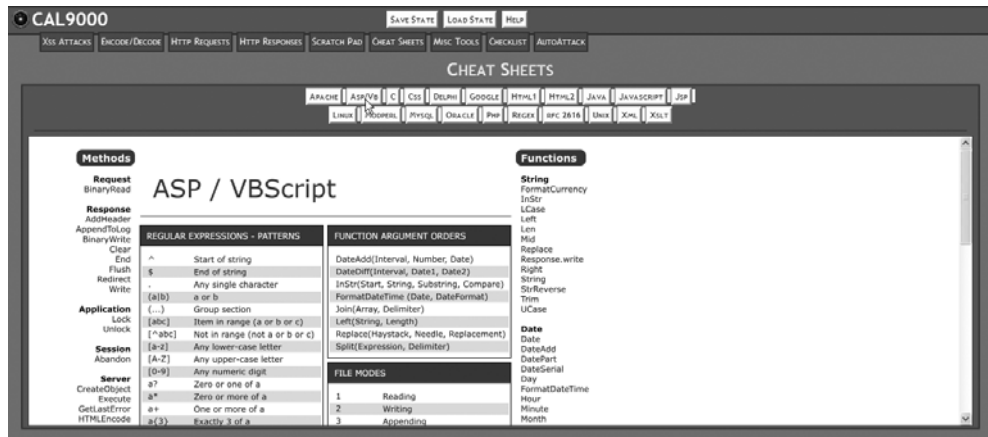 CAL9000
SAVE STATE LOAD STATE HELP
XSS ATTACKS ENCODE/DECODE HTTP REQUESTS HTTP RESPONSES SCRATCH PAD CHEAT SHEETS MISC TOOLS CHECKLIST AUTOATTACK
CHEAT SHEETS
APACHE ASP/VB C CSS DELPHI GOOGLE HTML1 HTML2 JAVA JAVASCRIPT JSP
LINUX MODPERL MYSQL ORACLE PHP REGEX RFC 2616 UNIX XML XSLT
Methods
Request
BinaryRead
Response
AddHeader
AppendToLog
BinaryWrite
Clear
End
Flush
Redirect
Write
Application
Lock
Unlock
Session
Abandon
Server
CreateObject
Execute
GetLastError
HTMLEncode
ASP / VBScript
REGULAR EXPRESSIONS - PATTERNS
^ Start of string
$ End of string
. Any single character
(a|b) a or b
(...) Group section
[abc] Item in range (a or b or c)
[^abc] Not in range (not a or b or c)
[a-z] Any lower-case letter
[A-Z] Any upper-case letter
[0-9] Any numeric digit
a? Zero or one of a
a* Zero or more of a
a+ One or more of a
a{3} Exactly 3 of a
FUNCTION ARGUMENT ORDERS
DateAdd(Interval, Number, Date)
DateDiff(Interval, Date1, Date2)
InStr(Start, String, Substring, Compare)
FormatDateTime (Date, DateFormat)
Join(Array, Delimiter)
Left(String, Length)
Replace(Haystack, Needle, Replacement)
Split(Expression, Delimiter)
FILE MODES
1 Reading
2 Writing
3 Appending
Functions
String
FormatCurrency
InStr
LCase
Left
Len
Mid
Replace
Response.write
Right
String
StrReverse
Trim
UCase
Date
Date
DateAdd
DatePart
DateSerial
Day
FormatDateTime
Hour
Minute
Month